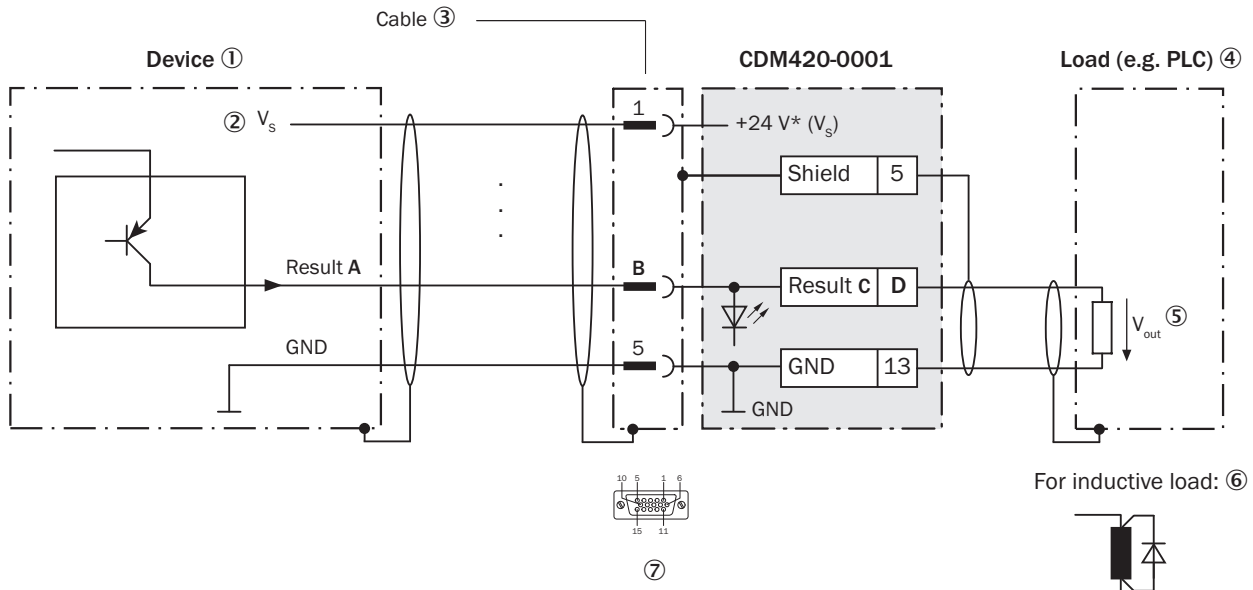 Cable ③
Device ①
CDM420-0001
Load (e.g. PLC) ④
② Vs
1
+24 V* (Vs)
Shield 5
Result A
B
Result C D
Vout ⑤
GND
5
GND 13
GND
For inductive load: ⑥
10 5 1 6
15 11
⑦